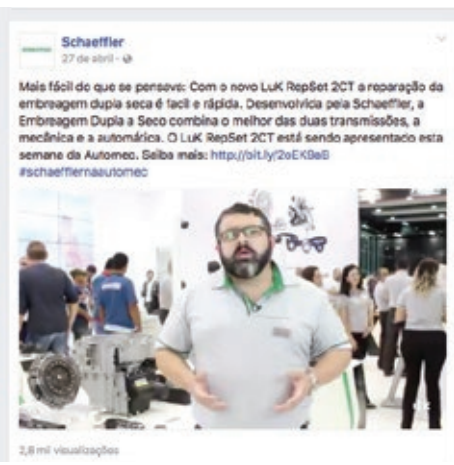 Schaeffler
27 de abril ·
Mais fácil do que se pensava: Com o novo LuK RepSet 2CT a reparação da
embreagem dupla seca é facil e rápida. Desenvolvida pela Schaeffler, a
Embreagem Dupla a Seco combina o melhor das duas transmissões, a
mecânica e a automática. O LuK RepSet 2CT está sendo apresentado esta
semana da Automec. Saiba mais: http://bit.ly/2oEK9eB
#schaefflernaautomec
2,8 mil visualizações